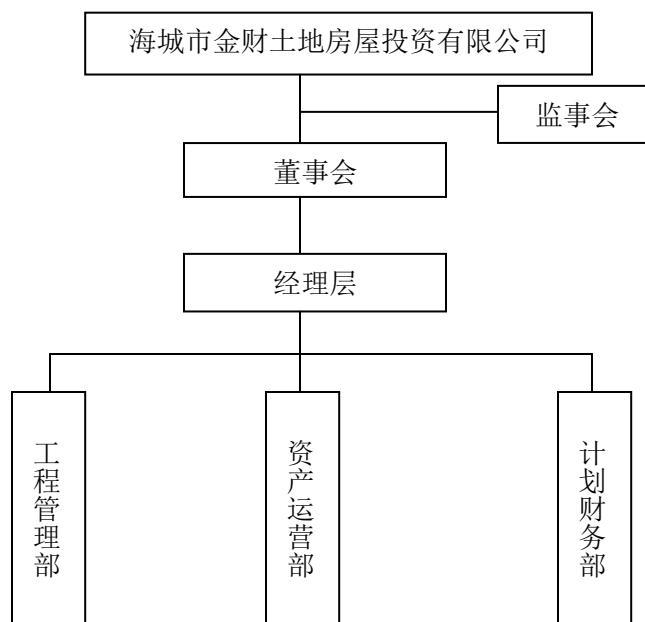 海城市金财土地房屋投资有限公司
监事会
董事会
经理层
工程管理部
资产运营部
计划财务部